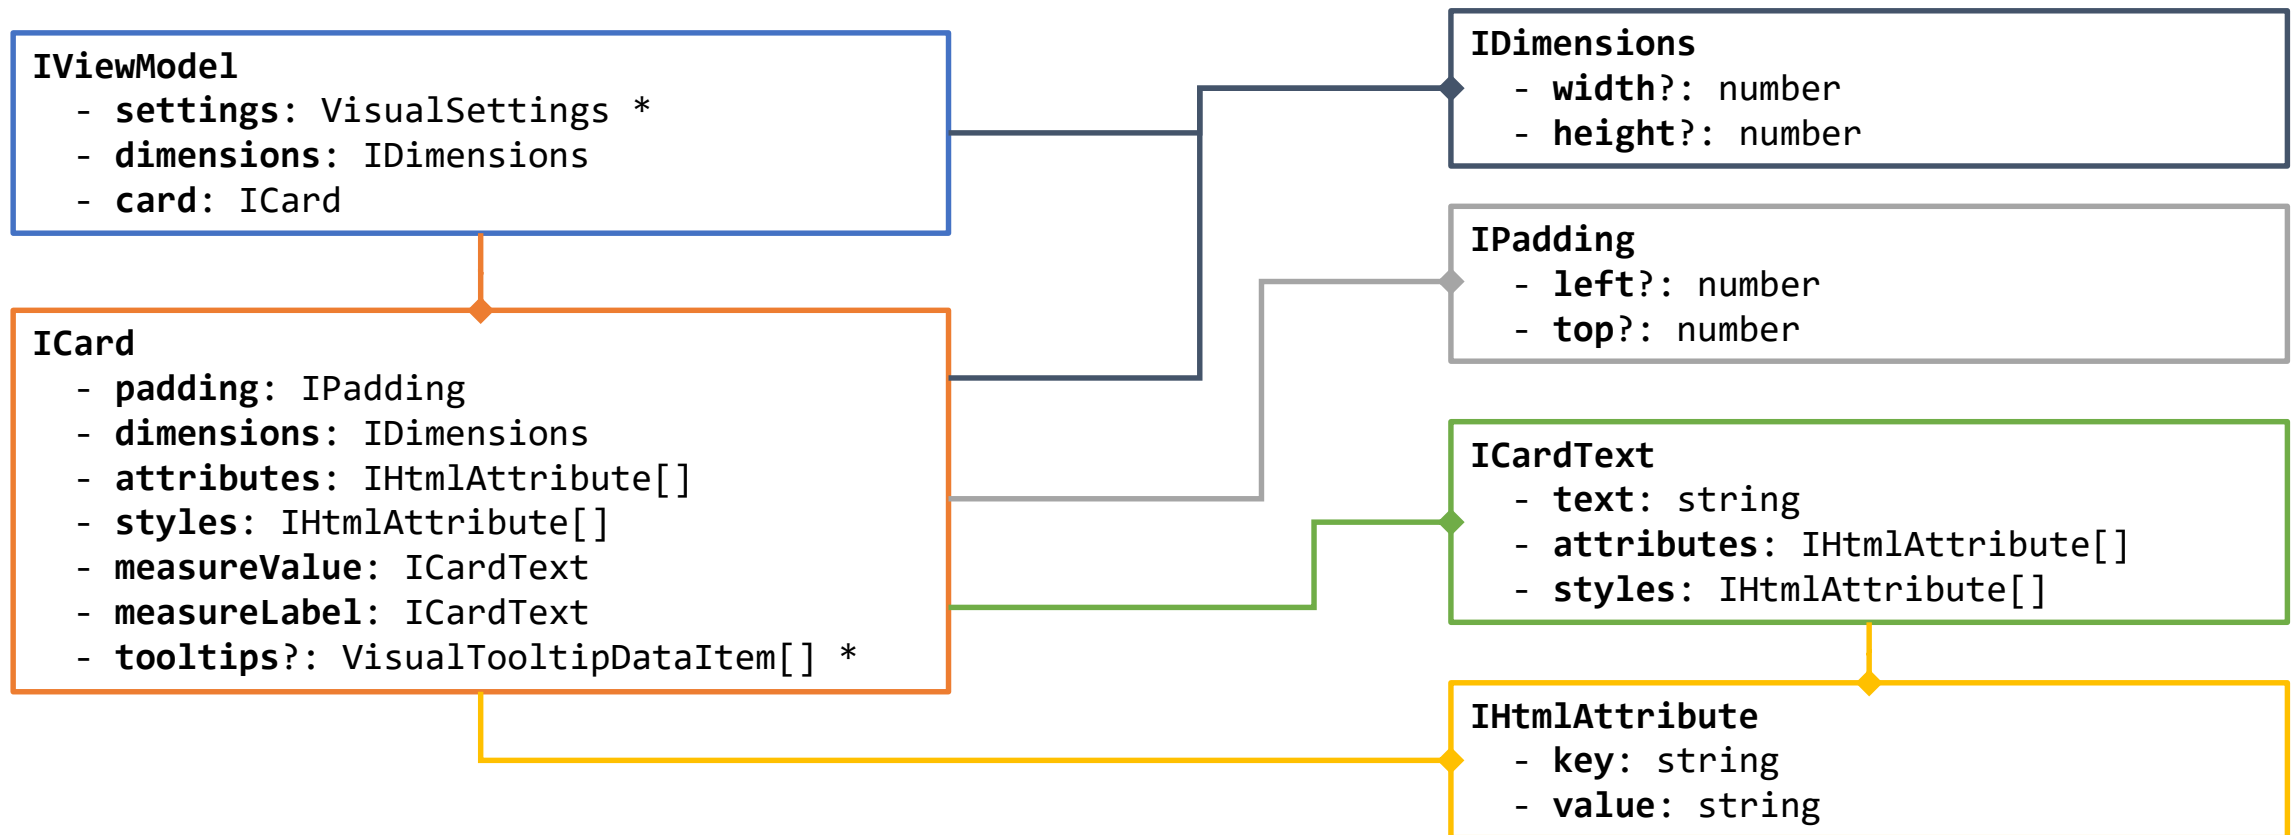 IViewModel
- settings: VisualSettings *
- dimensions: IDimensions
- card: ICard
ICard
- padding: IPadding
- dimensions: IDimensions
- attributes: IHtmlAttribute[]
- styles: IHtmlAttribute[]
- measureValue: ICardText
- measureLabel: ICardText
- tooltips?: VisualTooltipDataItem[] *
IDimensions
- width?: number
- height?: number
IPadding
- left?: number
- top?: number
ICardText
- text: string
- attributes: IHtmlAttribute[]
- styles: IHtmlAttribute[]
IHtmlAttribute
- key: string
- value: string